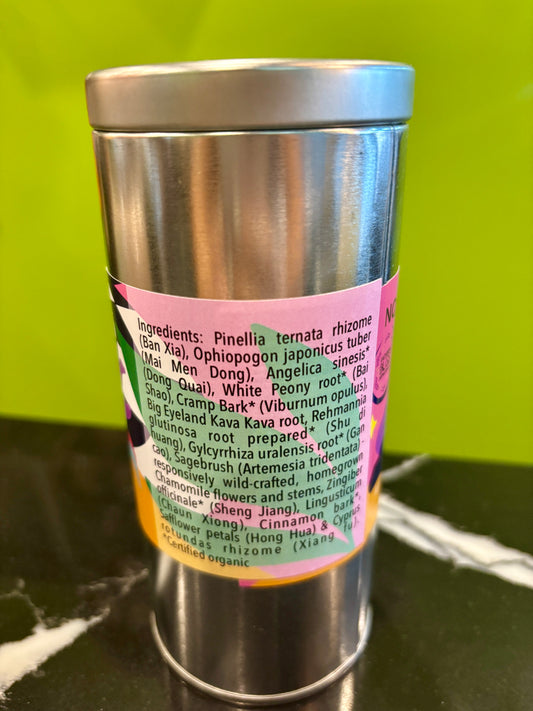 Ingredients: Pinellia ternata rhizome
(Ban Xia), Ophiopogon japonicus tuber
(Mai Men Dong), Angelica sinesis*
(Dong Quai), White Peony root* (Bai
Shao), Cramp Bark* (Viburnum opulus),
Big Eyeland Kava Kava root, Rehmannia
glutinosa root prepared* (Shu di
huang), Gylcyrrhiza uralensis root* (Gan
cao), Sagebrush (Artemesia tridentata)-
responsively wild-crafted, homegrown
Chamomile flowers and stems, Zingiber
officinale* (Sheng Jiang), Lingusticum
(Chaun Xiong), Cinnamon bark*,
Safflower petals (Hong Hua) & Cyprus
rotundas rhizome (Xiang Fu).
*Certified organic